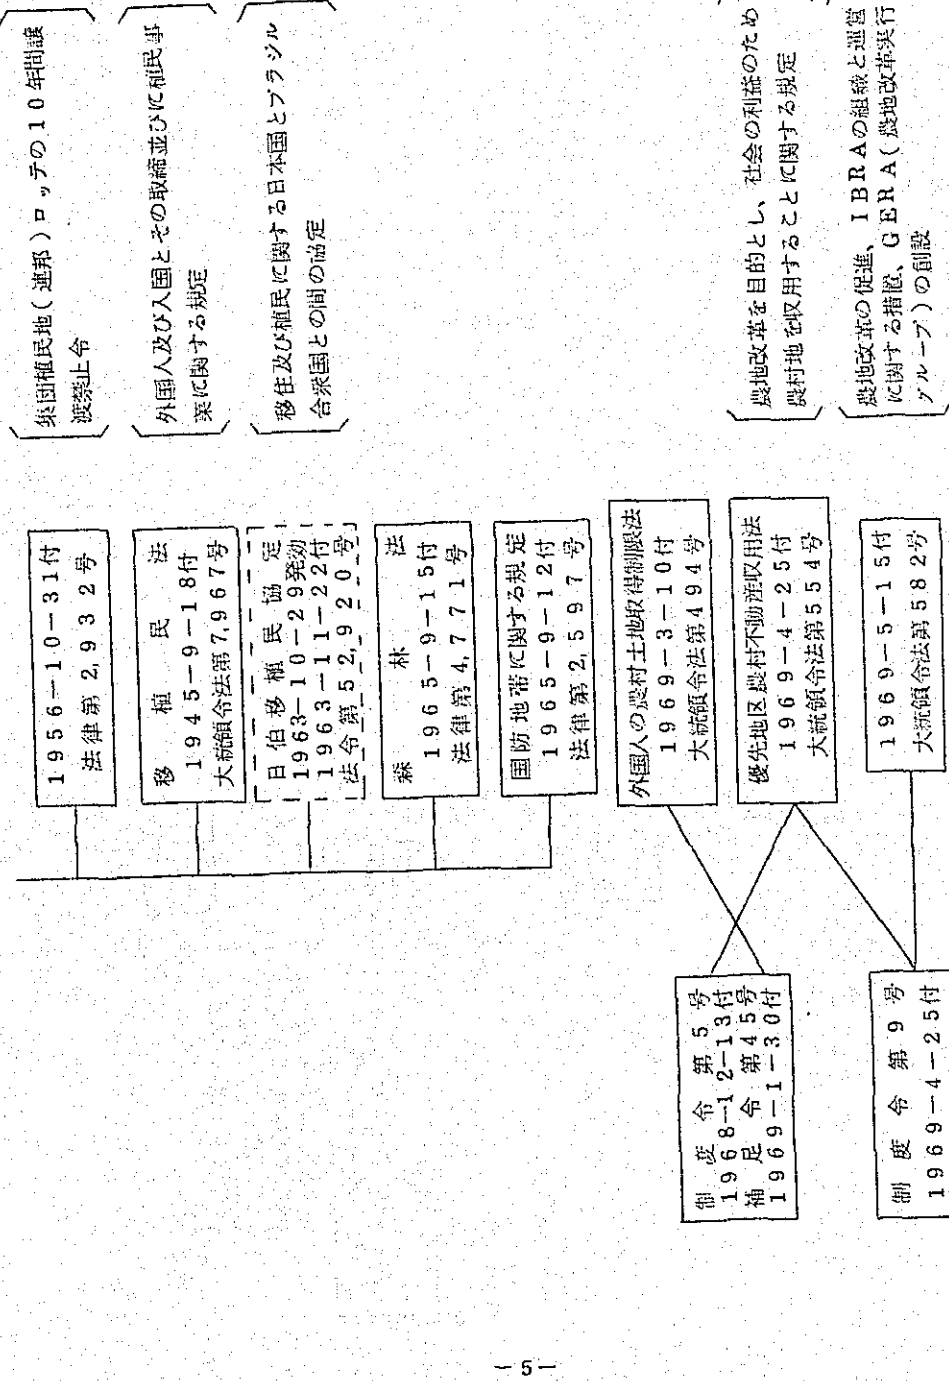 1956-10-31付
法律第2,932号
集団植民地(連邦)ロッテの10年間譲
渡禁止令
移植民法
1945-9-18付
大統領令法第7,967号
外国人及び入国とその取締並びに植民事
業に関する規定
日伯移植民協定
1963-10-29発効
1963-11-22付
法令第52,920号
移住及び植民に関する日本国とブラジル
合衆国との間の協定
森林法
1965-9-15付
法律第4,771号
国防地帯に関する規定
1965-9-12付
法律第2,597号
外国人の農村土地取得制限法
1969-3-10付
大統領令法第494号
優先地区農村不動産収用法
1969-4-25付
大統領令法第554号
農地改革を目的とし、社会の利益のため
農村地を収用することに関する規定
1969-5-15付
大統領令法第582号
農地改革の促進、IBRAの組織と運営
に関する措置、GERA(農地改革実行
グループ)の創設
制度令第5号
1968-12-13付
補足令第45号
1969-1-30付
制度令第9号
1969-4-25付
-5-